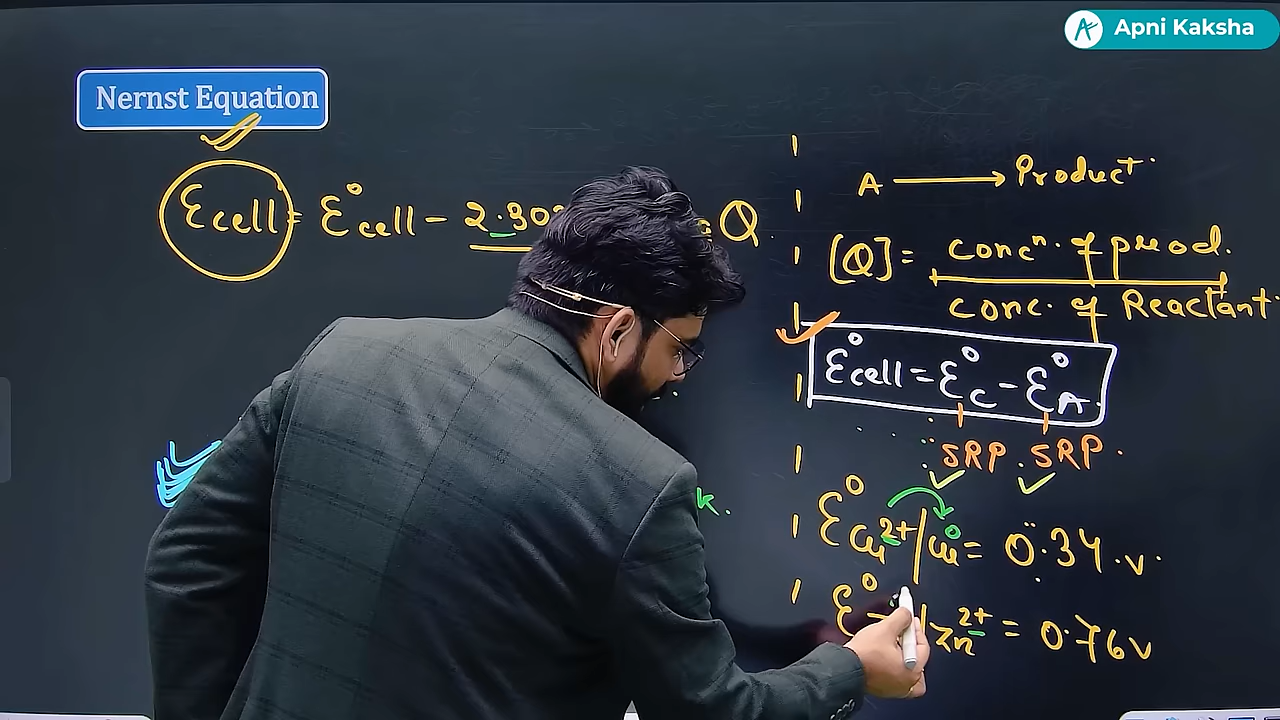 Apni Kaksha
Nernst Equation
Ecell = E°cell - 2.303 Q
A → Product
[Q] = concⁿ. of prod.
conc. of Reactant
E°cell = E°C - E°A
SRP SRP
K.
E°Cu²⁺/Cu° = 0.34 V
E° /Zn²⁺ = 0.76 V